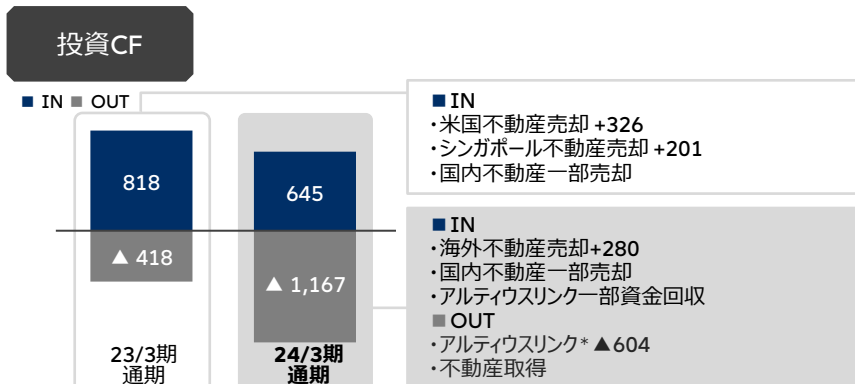 投資CF
■ IN ■ OUT
818
▲ 418
23/3期
通期
645
▲ 1,167
24/3期
通期
■ IN
・米国不動産売却 +326
・シンガポール不動産売却 +201
・国内不動産一部売却
■ IN
・海外不動産売却+280
・国内不動産一部売却
・アルティウスリンク一部資金回収
■ OUT
・アルティウスリンク* ▲604
・不動産取得